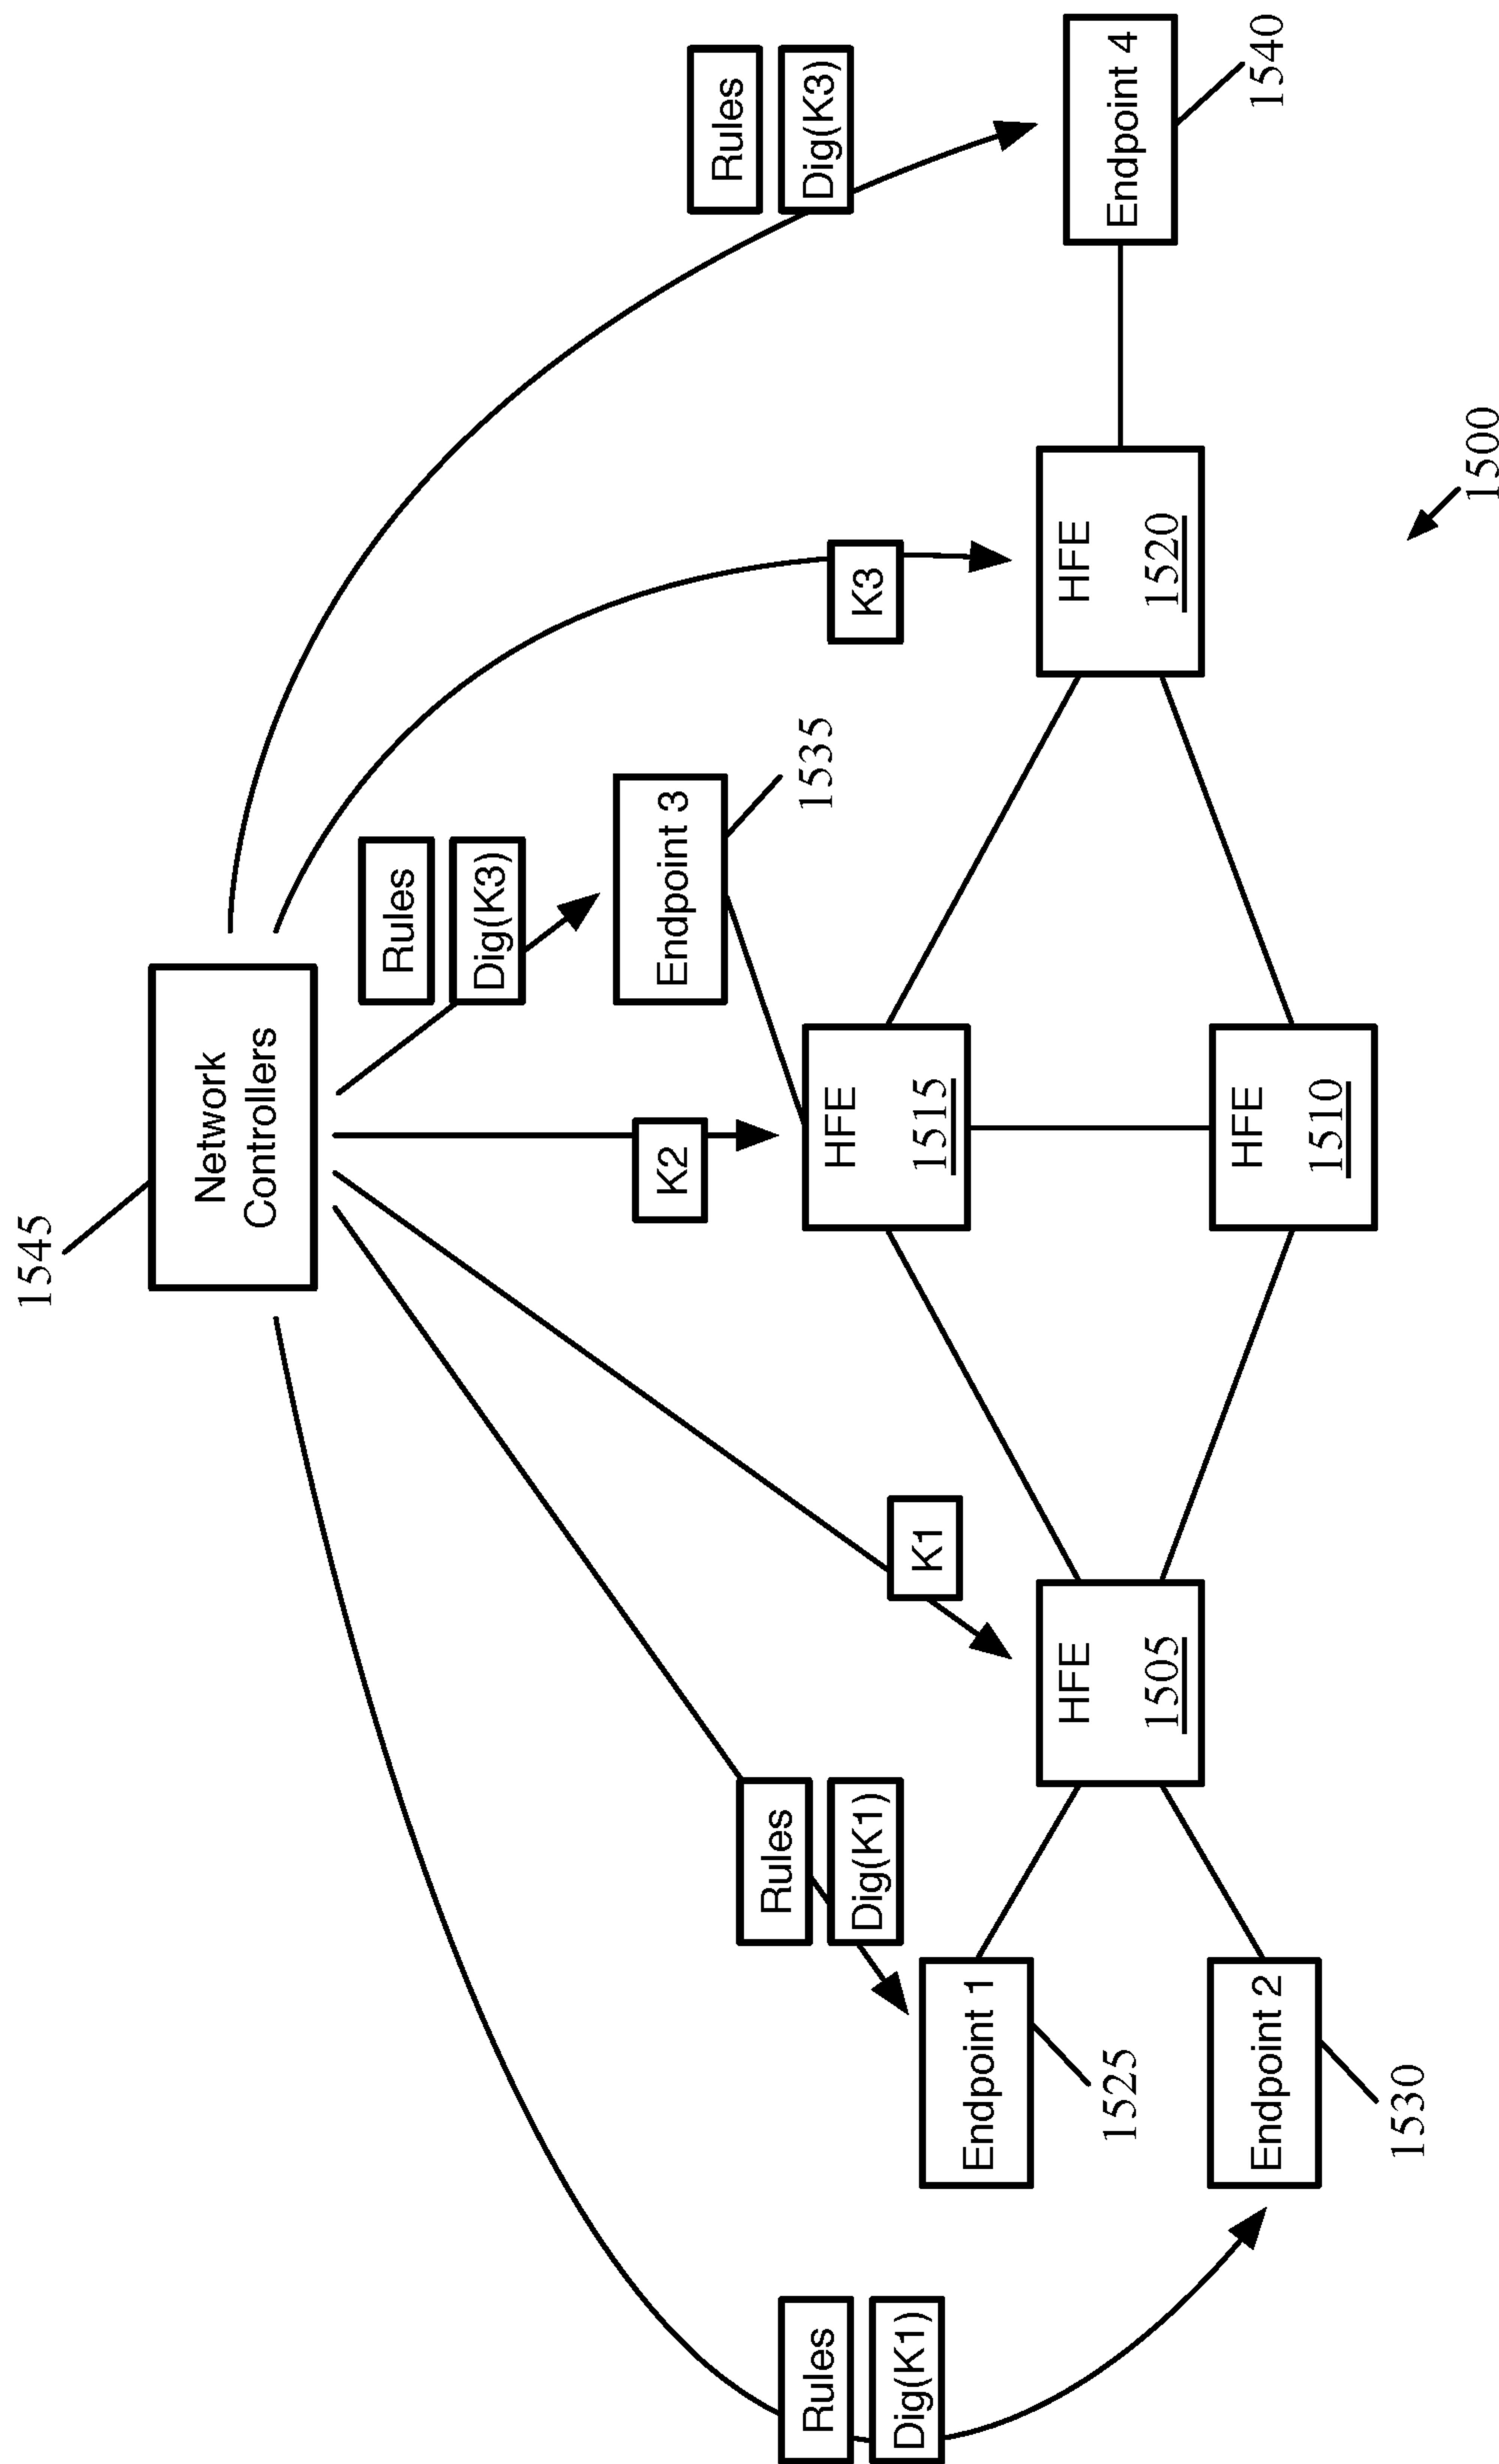 1545
Network
Controllers
Rules
Dig(K3)
Rules
Dig(K3)
Endpoint 3
1535
K2
K3
Rules
Dig(K1)
Rules
Dig(K1)
K1
HFE
1515
Endpoint 1
1525
HFE
1505
HFE
1520
Endpoint 4
1540
Endpoint 2
1530
HFE
1510
1500